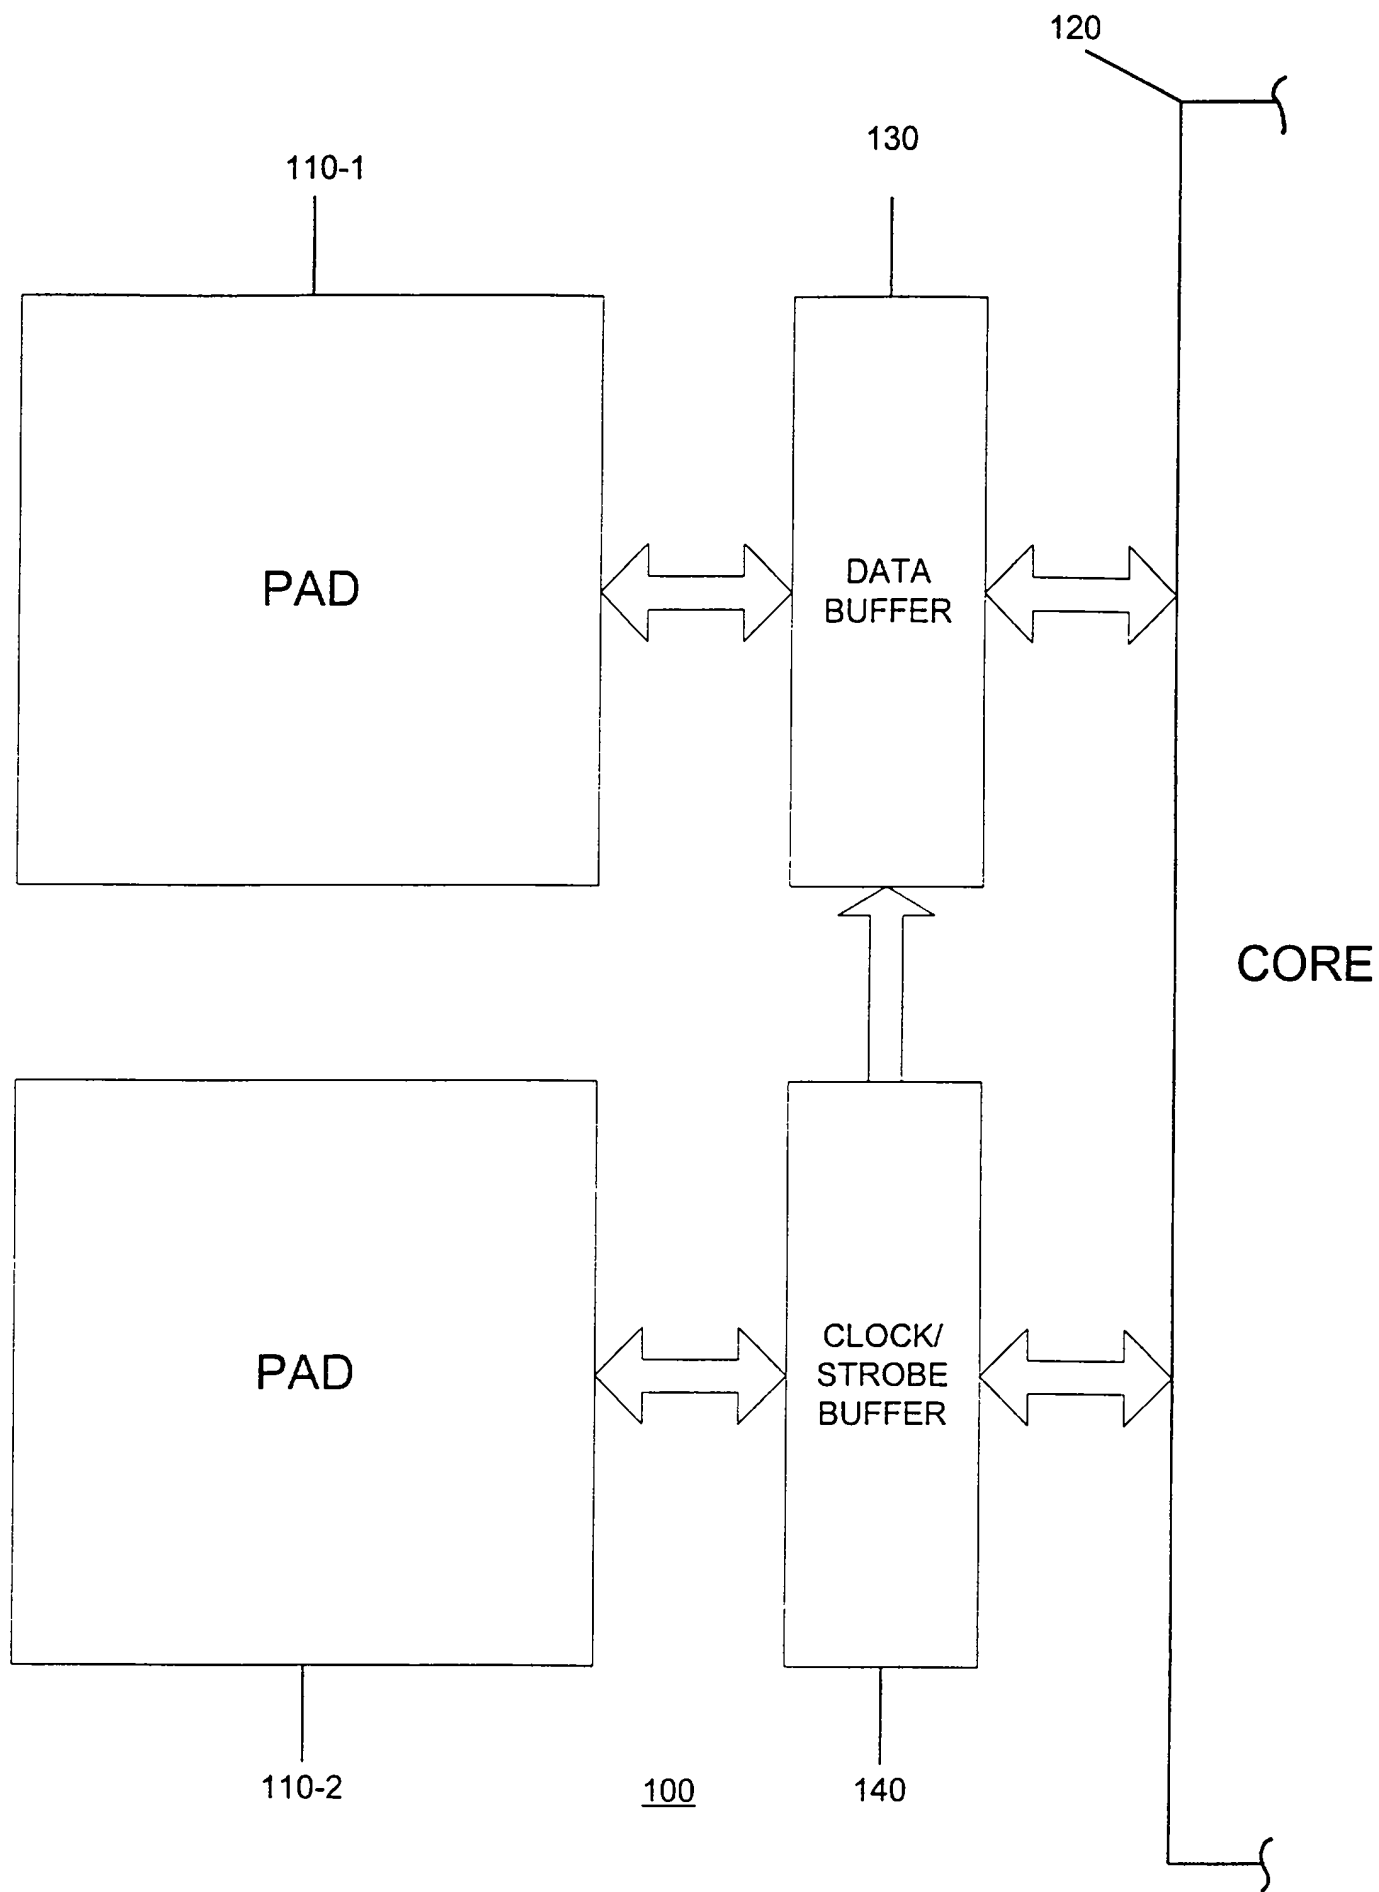 120
130
110-1
PAD
DATA
BUFFER
CORE
PAD
CLOCK/
STROBE
BUFFER
110-2
100
140